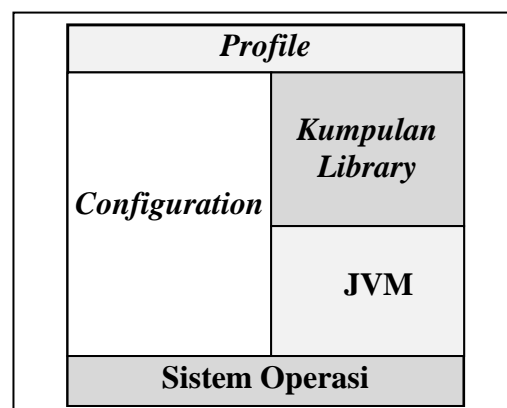 Profile
Configuration
Kumpulan
Library
JVM
Sistem Operasi